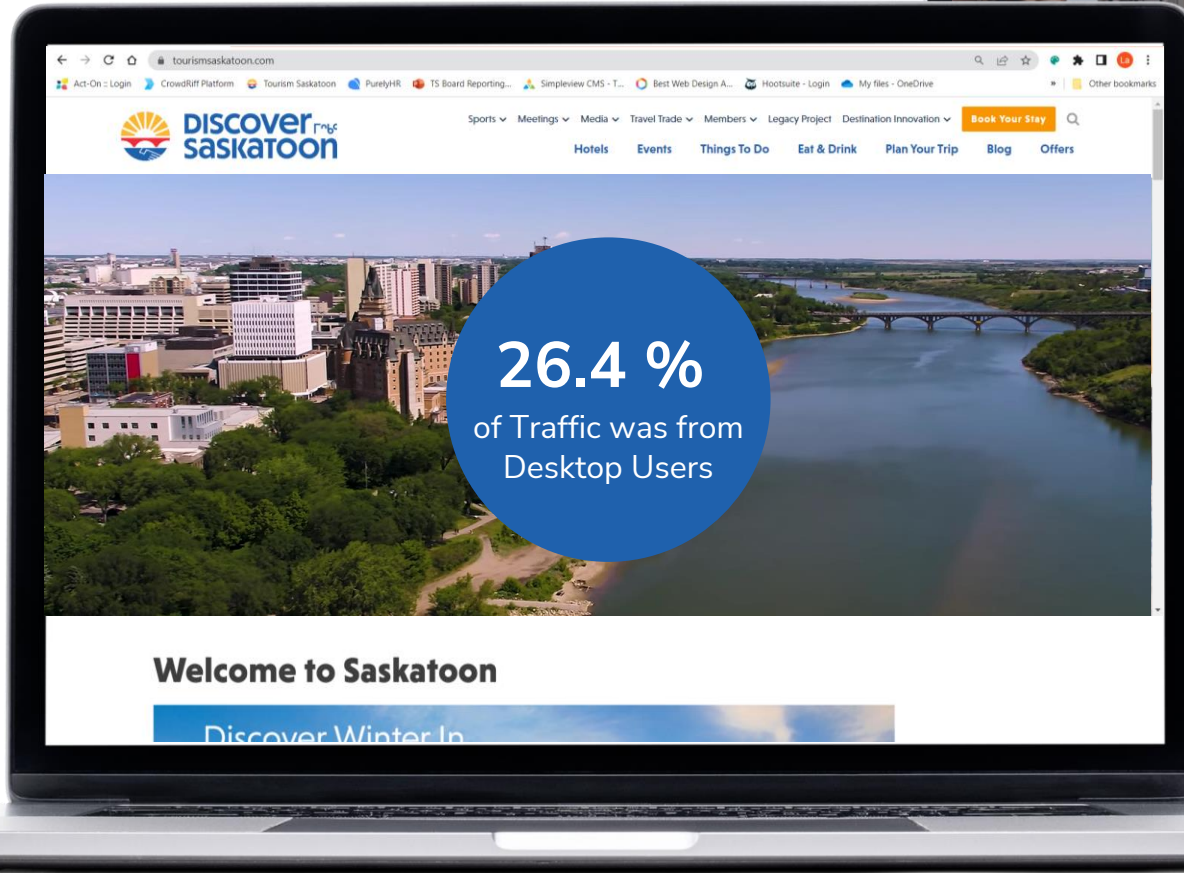 tourismsaskatoon.com
Act-On :: Login CrowdRiff Platform Tourism Saskatoon PurelyHR TS Board Reporting... Simpleview CMS - T... Best Web Design A... Hootsuite - Login My files - OneDrive » Other bookmarks
Sports Meetings Media Travel Trade Members Legacy Project Destination Innovation Book Your Stay
DISCOVER ᒥᓴᐢ
SASKATOON
Hotels Events Things To Do Eat & Drink Plan Your Trip Blog Offers
26.4 %
of Traffic was from
Desktop Users
Welcome to Saskatoon
Discover Winter In